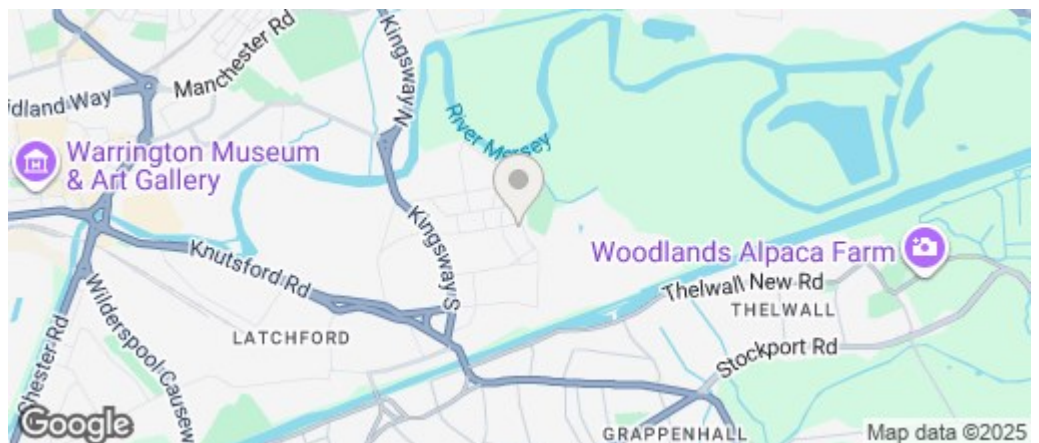 Manchester Rd
Kingsway N
idland Way
River Mersey
Warrington Museum
& Art Gallery
Kingsway S
Knutsford Rd
Woodlands Alpaca Farm
Thelwall New Rd
THELWALL
Wilderspool Causew
LATCHFORD
Chester Rd
Stockport Rd
GRAPPENHALL
Google
Map data ©2025